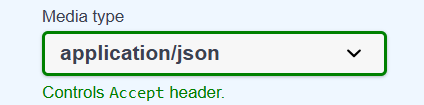 Media type
application/json
Controls Accept header.